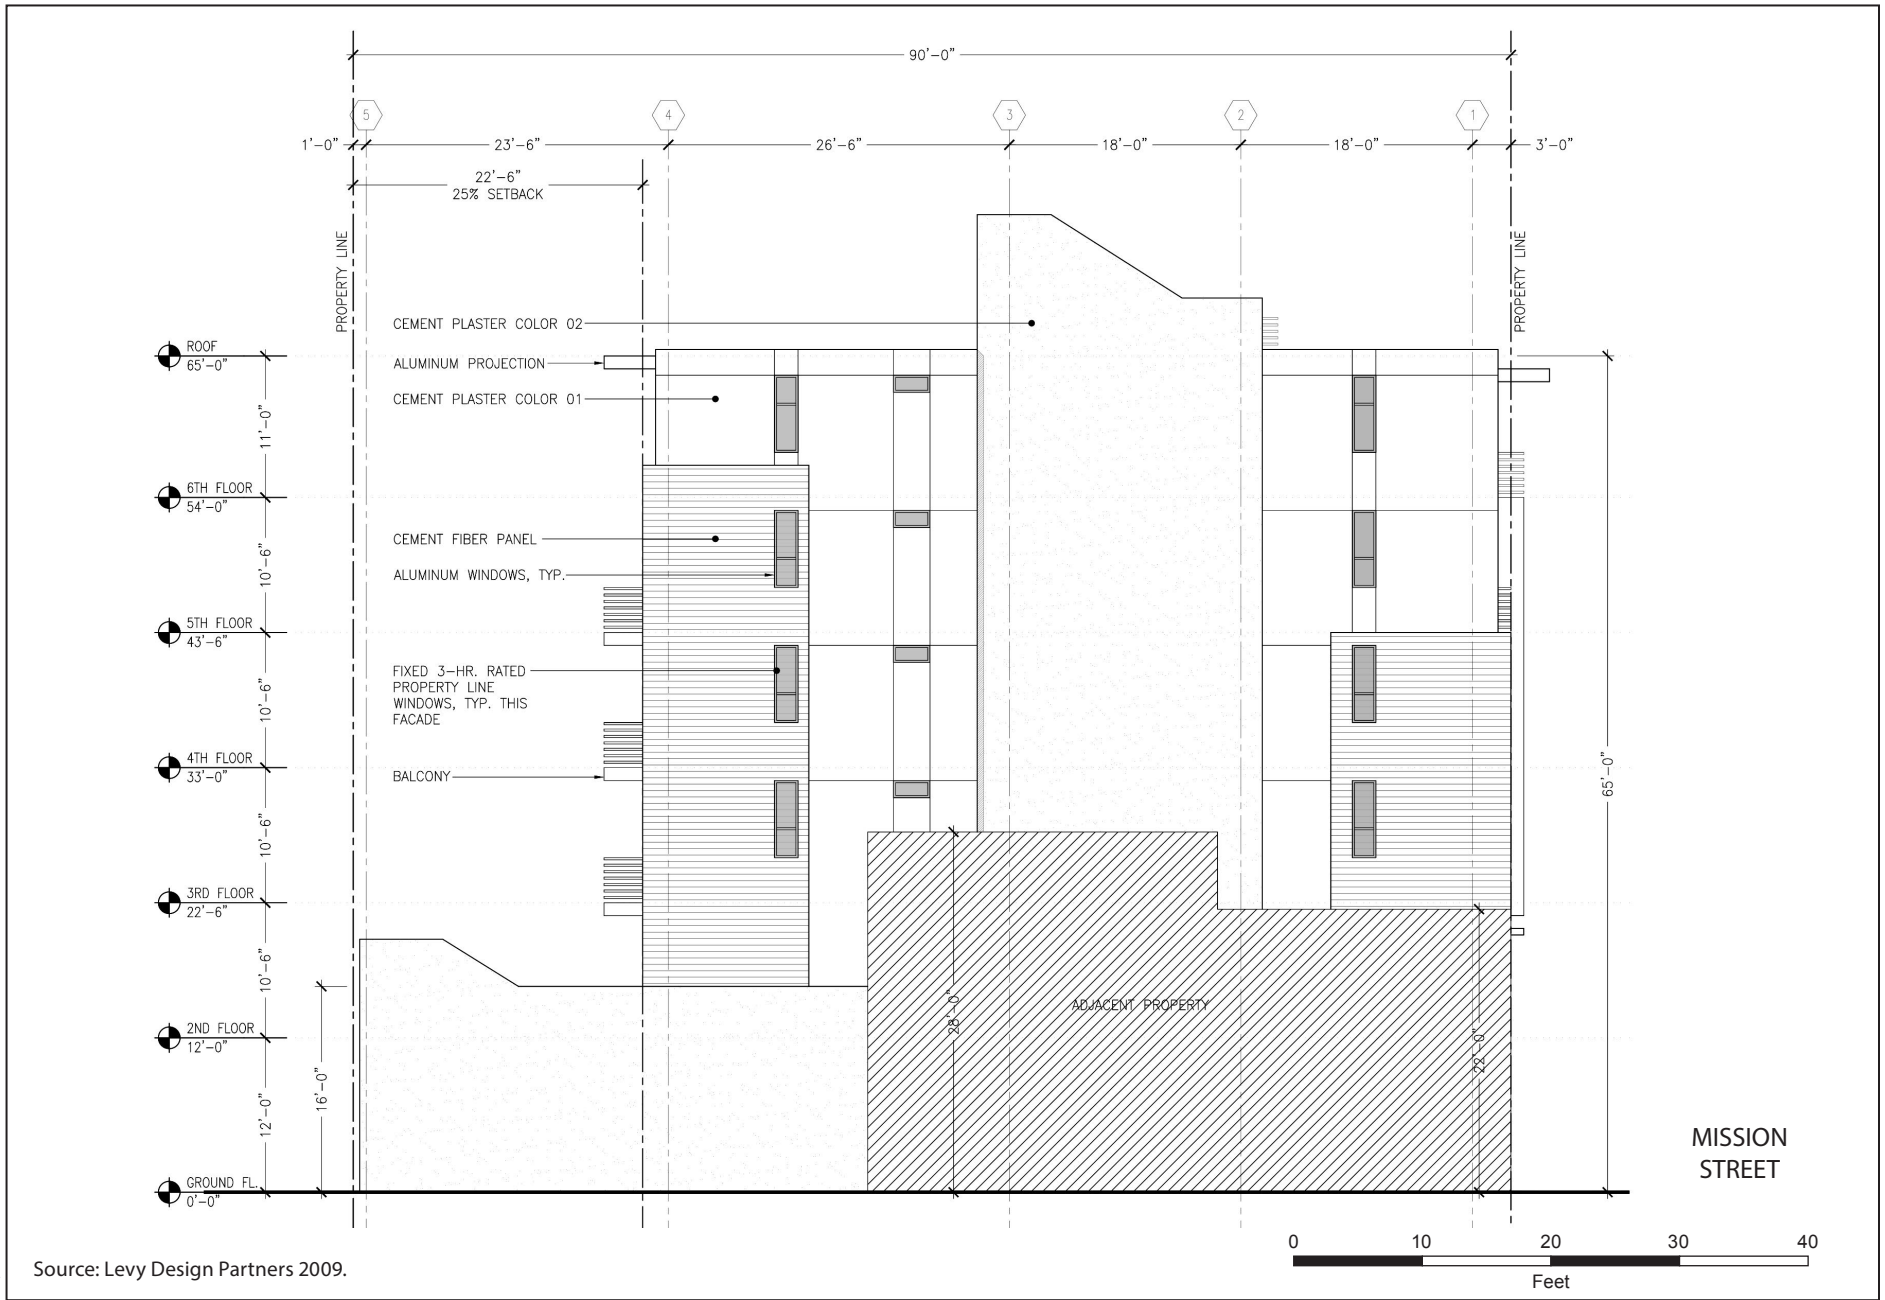 90'-0"
5
4
3
2
1
1'-0"
23'-6"
26'-6"
18'-0"
18'-0"
3'-0"
22'-6"
25% SETBACK
PROPERTY LINE
PROPERTY LINE
CEMENT PLASTER COLOR 02
ALUMINUM PROJECTION
CEMENT PLASTER COLOR 01
CEMENT FIBER PANEL
ALUMINUM WINDOWS, TYP.
FIXED 3-HR. RATED
PROPERTY LINE
WINDOWS, TYP. THIS
FACADE
BALCONY
ROOF
65'-0"
11'-0"
6TH FLOOR
54'-0"
10'-6"
5TH FLOOR
43'-6"
10'-6"
4TH FLOOR
33'-0"
10'-6"
3RD FLOOR
22'-6"
10'-6"
2ND FLOOR
12'-0"
12'-0"
GROUND FL.
0'-0"
16'-0"
28'-0"
ADJACENT PROPERTY
22'-0"
65'-0"
MISSION
STREET
0 10 20 30 40
Feet
Source: Levy Design Partners 2009.